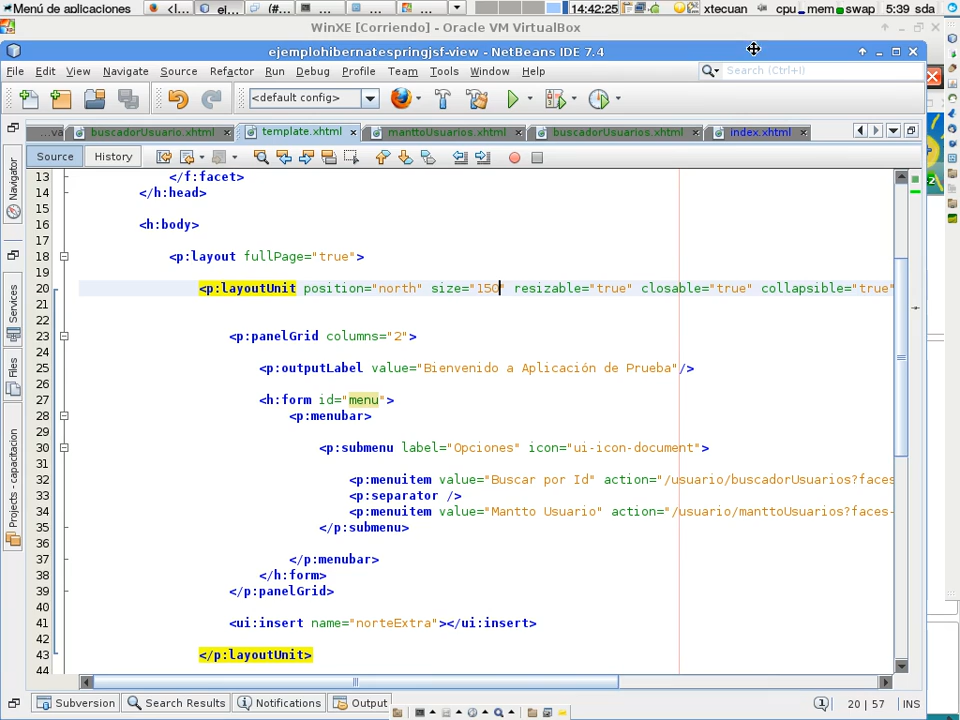 Menú de aplicaciones
<l...
el...
(#...
14:42:25
xtecuan
cpu
mem
swap
5:39
sda
WinXE [Corriendo] - Oracle VM VirtualBox
ejemplohibernatespringjsf-view - NetBeans IDE 7.4
File Edit View Navigate Source Refactor Run Debug Profile Team Tools Window Help
Search (Ctrl+I)
<default config>
...va
buscadorUsuario.xhtml
template.xhtml
manttoUsuarios.xhtml
buscadorUsuarios.xhtml
index.xhtml
Source History
Navigator
Services
Files
Projects - capacitacion
13 </f:facet>
14 </h:head>
15
16 <h:body>
17
18 <p:layout fullPage="true">
19
20 <p:layoutUnit position="north" size="150" resizable="true" closable="true" collapsible="true"
21
22
23 <p:panelGrid columns="2">
24
25 <p:outputLabel value="Bienvenido a Aplicación de Prueba"/>
26
27 <h:form id="menu">
28 <p:menubar>
29
30 <p:submenu label="Opciones" icon="ui-icon-document">
31
32 <p:menuitem value="Buscar por Id" action="/usuario/buscadorUsuarios?faces
33 <p:separator />
34 <p:menuitem value="Mantto Usuario" action="/usuario/manttoUsuarios?faces-
35 </p:submenu>
36
37 </p:menubar>
38 </h:form>
39 </p:panelGrid>
40
41 <ui:insert name="norteExtra"></ui:insert>
42
43 </p:layoutUnit>
44
Subversion
Search Results
Notifications
Output
20 | 57
INS